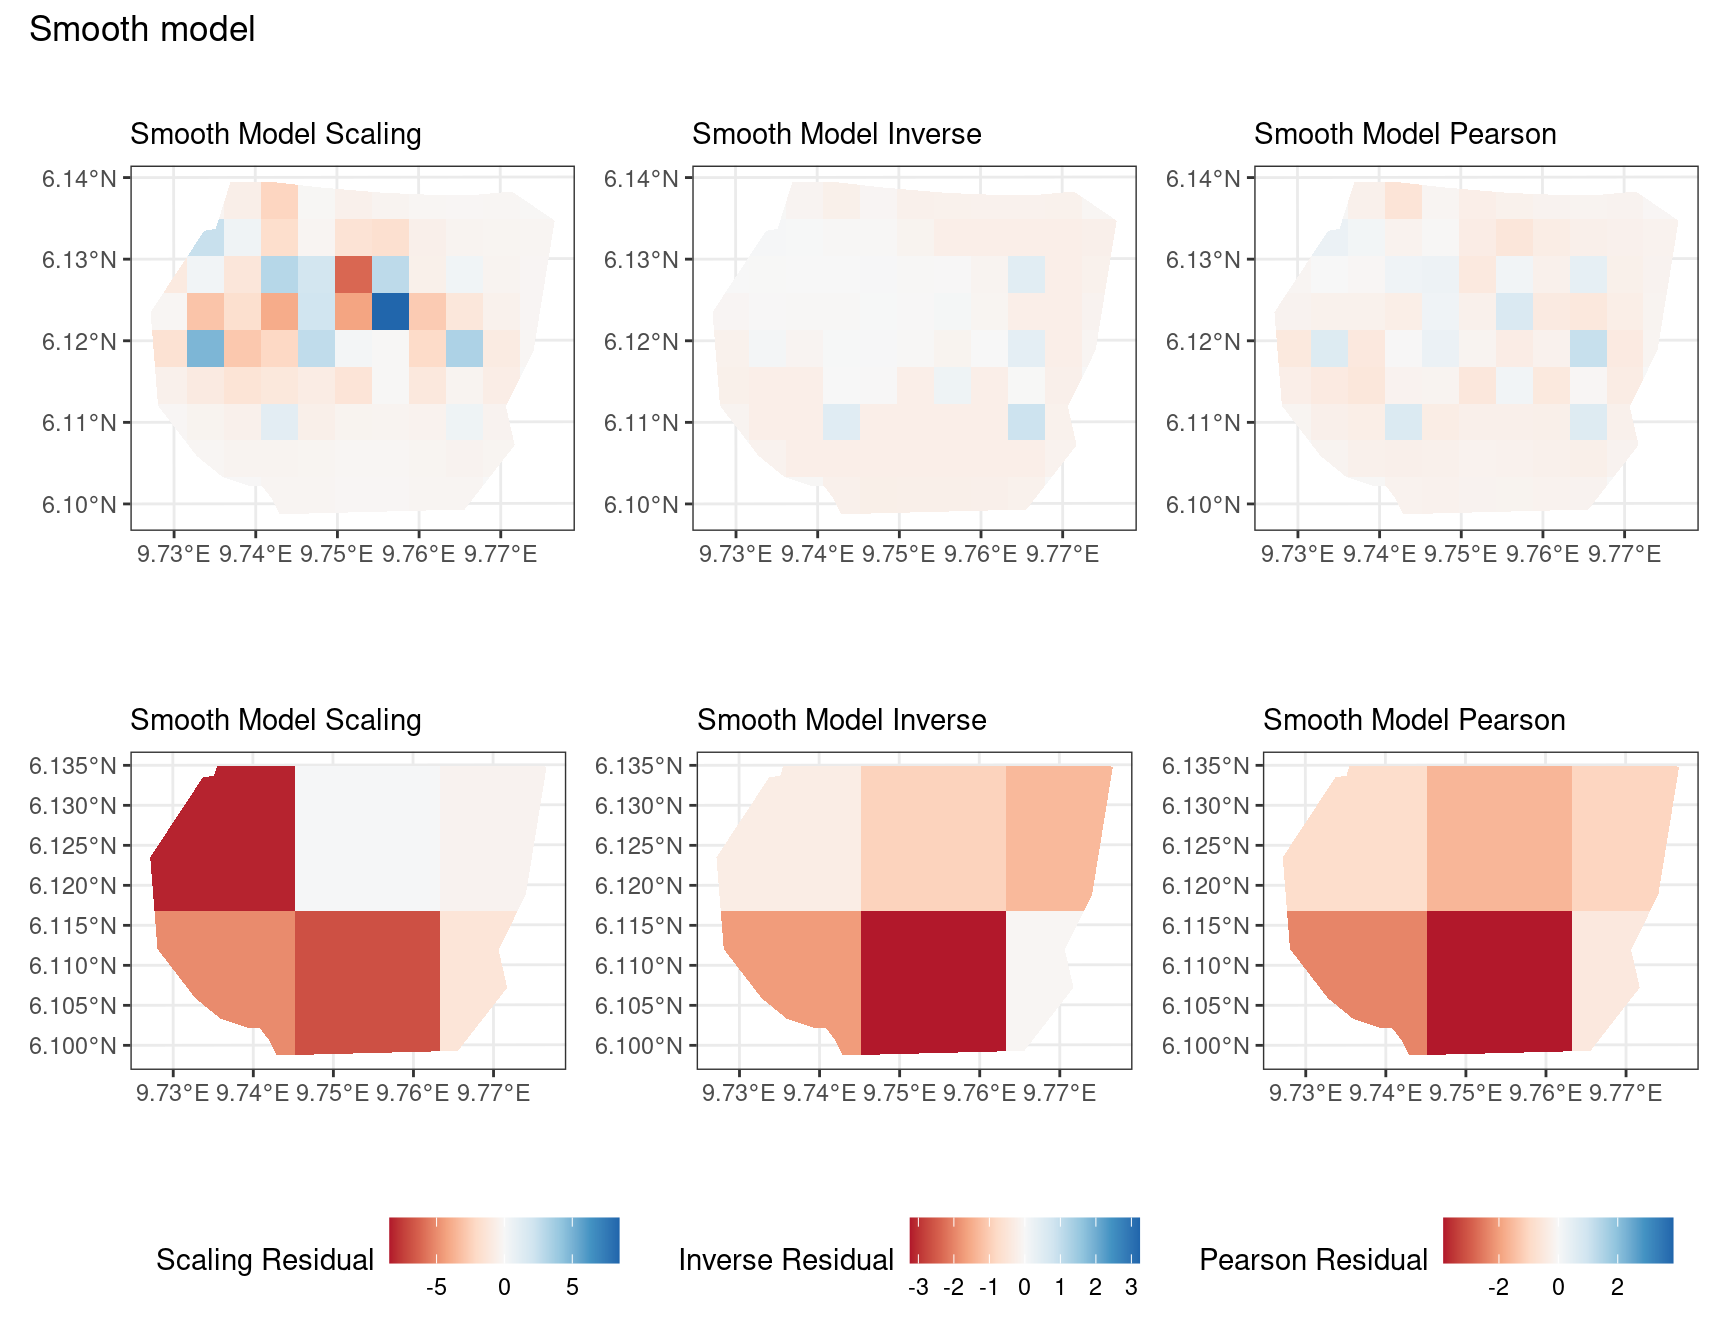 Smooth model
Smooth Model Scaling
Smooth Model Inverse
Smooth Model Pearson
6.14°N
6.13°N
6.12°N
6.11°N
6.10°N
9.73°E 9.74°E 9.75°E 9.76°E 9.77°E
6.14°N
6.13°N
6.12°N
6.11°N
6.10°N
9.73°E 9.74°E 9.75°E 9.76°E 9.77°E
6.14°N
6.13°N
6.12°N
6.11°N
6.10°N
9.73°E 9.74°E 9.75°E 9.76°E 9.77°E
Smooth Model Scaling
Smooth Model Inverse
Smooth Model Pearson
6.135°N
6.130°N
6.125°N
6.120°N
6.115°N
6.110°N
6.105°N
6.100°N
9.73°E 9.74°E 9.75°E 9.76°E 9.77°E
6.135°N
6.130°N
6.125°N
6.120°N
6.115°N
6.110°N
6.105°N
6.100°N
9.73°E 9.74°E 9.75°E 9.76°E 9.77°E
6.135°N
6.130°N
6.125°N
6.120°N
6.115°N
6.110°N
6.105°N
6.100°N
9.73°E 9.74°E 9.75°E 9.76°E 9.77°E
Scaling Residual
-5 0 5
Inverse Residual
-3 -2 -1 0 1 2 3
Pearson Residual
-2 0 2